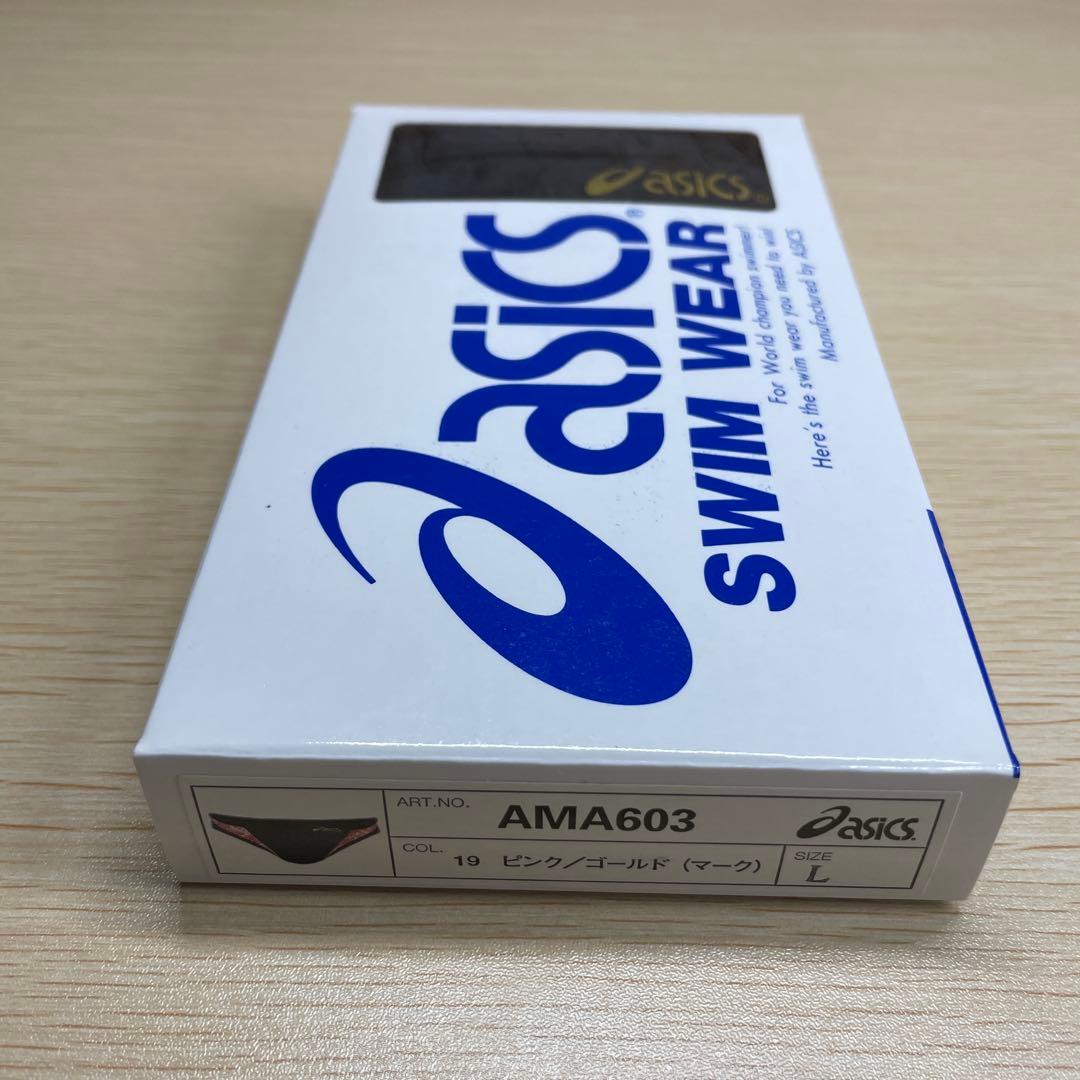 asics
asics®
SWIM WEAR
For World champion swimmer!
Here's the swim wear you need to win!
Manufactured by ASICS
ART.NO.
AMA603
asics.
COL.
19 ピンク／ゴールド（マーク）
SIZE
L